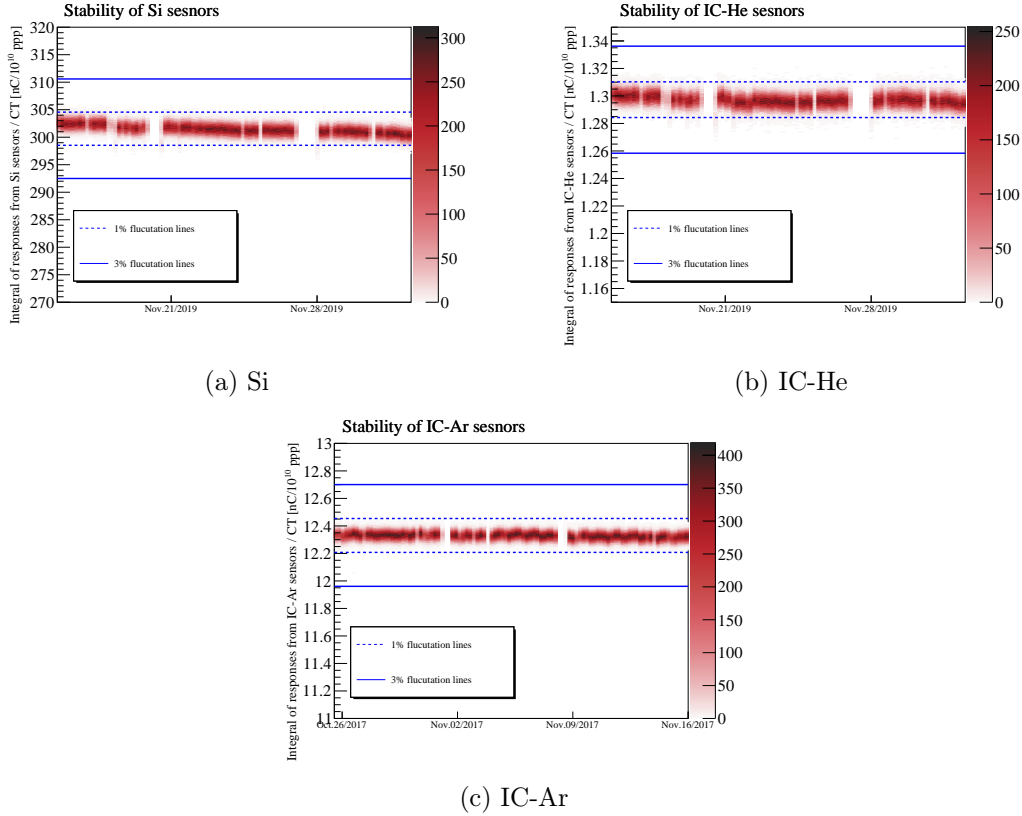 Stability of Si sesnors
Integral of responses from Si sensors / CT [nC/10^10 ppp]
320
315
310
305
300
295
290
285
280
275
270
1% flucutation lines
3% flucutation lines
Nov.21/2019
Nov.28/2019
300
250
200
150
100
50
0
(a) Si
Stability of IC-He sesnors
Integral of responses from IC-He sensors / CT [nC/10^10 ppp]
1.34
1.32
1.3
1.28
1.26
1.24
1.22
1.2
1.18
1.16
1% flucutation lines
3% flucutation lines
Nov.21/2019
Nov.28/2019
250
200
150
100
50
0
(b) IC-He
Stability of IC-Ar sesnors
Integral of responses from IC-Ar sensors / CT [nC/10^10 ppp]
13
12.8
12.6
12.4
12.2
12
11.8
11.6
11.4
11.2
11
1% flucutation lines
3% flucutation lines
Oct.26/2017
Nov.02/2017
Nov.09/2017
Nov.16/2017
400
350
300
250
200
150
100
50
0
(c) IC-Ar